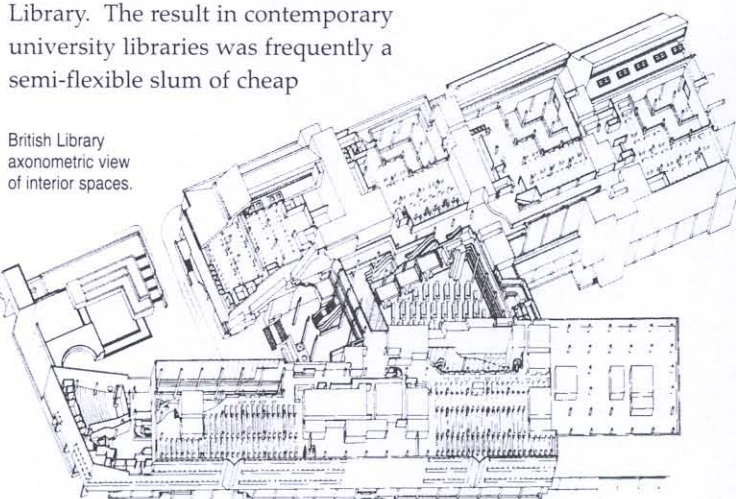 Library. The result in contemporary
university libraries was frequently a
semi-flexible slum of cheap
British Library
axonometric view
of interior spaces.